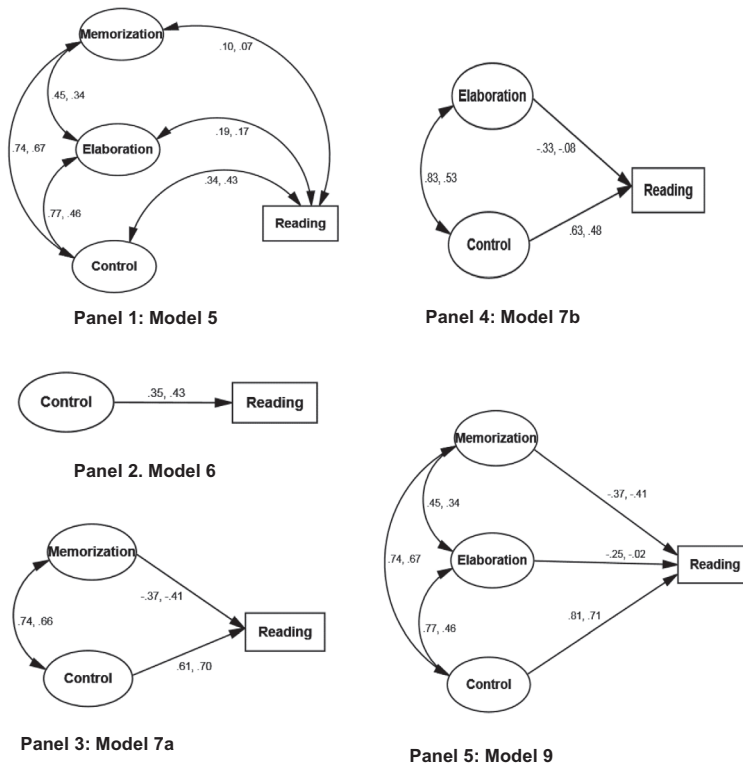 Memorization
.10, .07
.45, .34
.74, .67
Elaboration
.19, .17
.34, .43
.77, .46
Reading
Control
Panel 1: Model 5
Elaboration
-.33, -.08
.83, .53
Reading
Control
.63, .48
Panel 4: Model 7b
Control
.35, .43
Reading
Panel 2. Model 6
Memorization
-.37, -.41
.74, .66
Reading
Control
.61, .70
Panel 3: Model 7a
Memorization
-.37, -.41
.45, .34
.74, .67
Elaboration
-.25, -.02
Reading
.77, .46
.81, .71
Control
Panel 5: Model 9